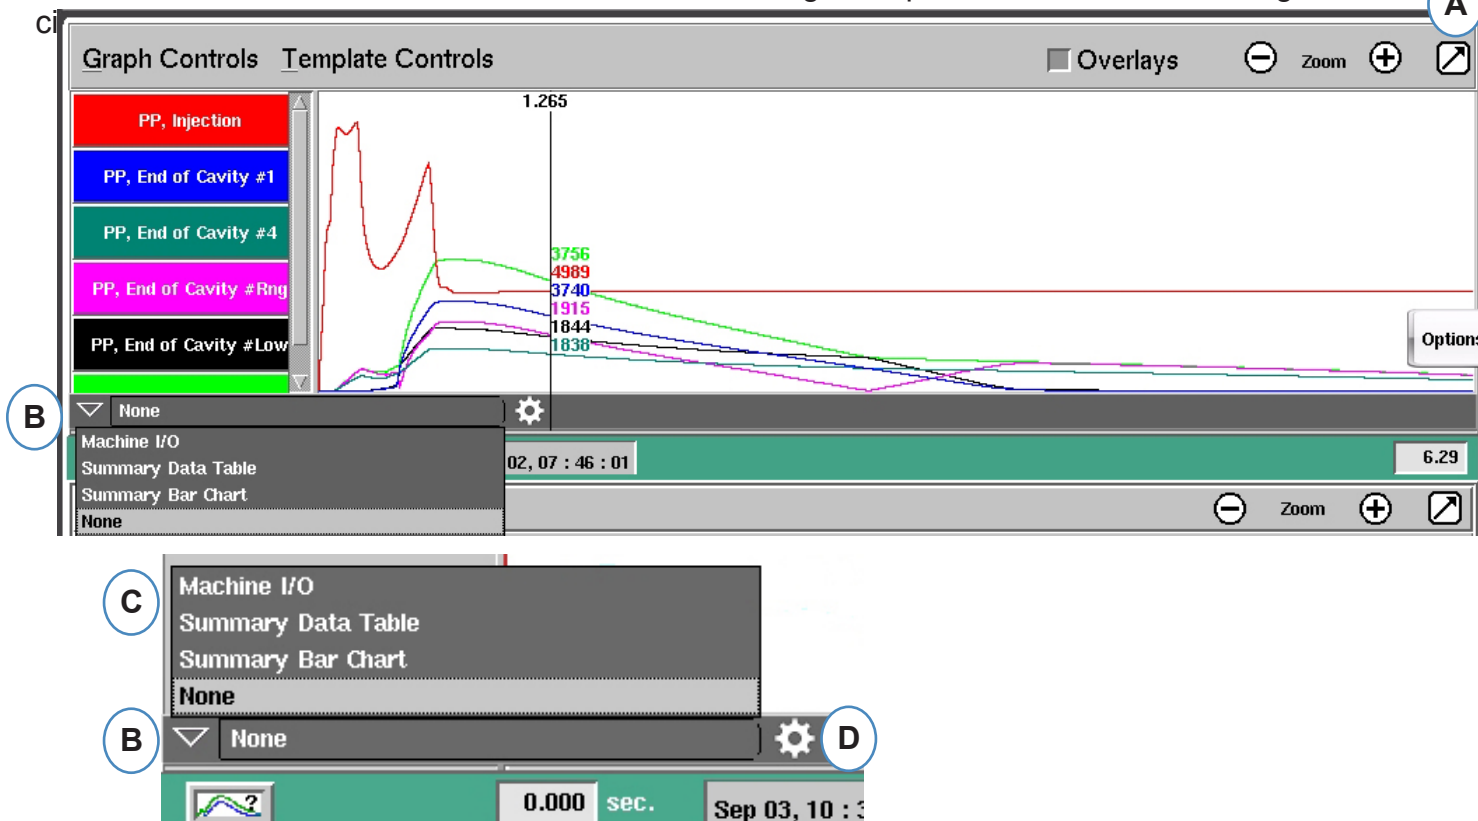 A
ci
Graph Controls Template Controls Overlays Zoom
1.265
PP, Injection
PP, End of Cavity #1
PP, End of Cavity #4
PP, End of Cavity #Rng
PP, End of Cavity #Low
3756
4989
3740
1915
1844
1838
Options
B
None
Machine I/O
Summary Data Table
Summary Bar Chart
None
02, 07 : 46 : 01
6.29
Zoom
C
Machine I/O
Summary Data Table
Summary Bar Chart
None
B
None
D
?
0.000 sec. Sep 03, 10 :